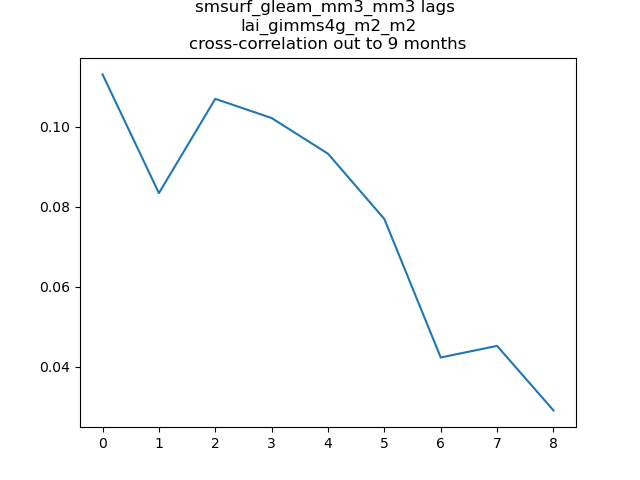 smsurf_gleam_mm3_mm3 lags
lai_gimms4g_m2_m2
cross-correlation out to 9 months
0.10
0.08
0.06
0.04
0 1 2 3 4 5 6 7 8